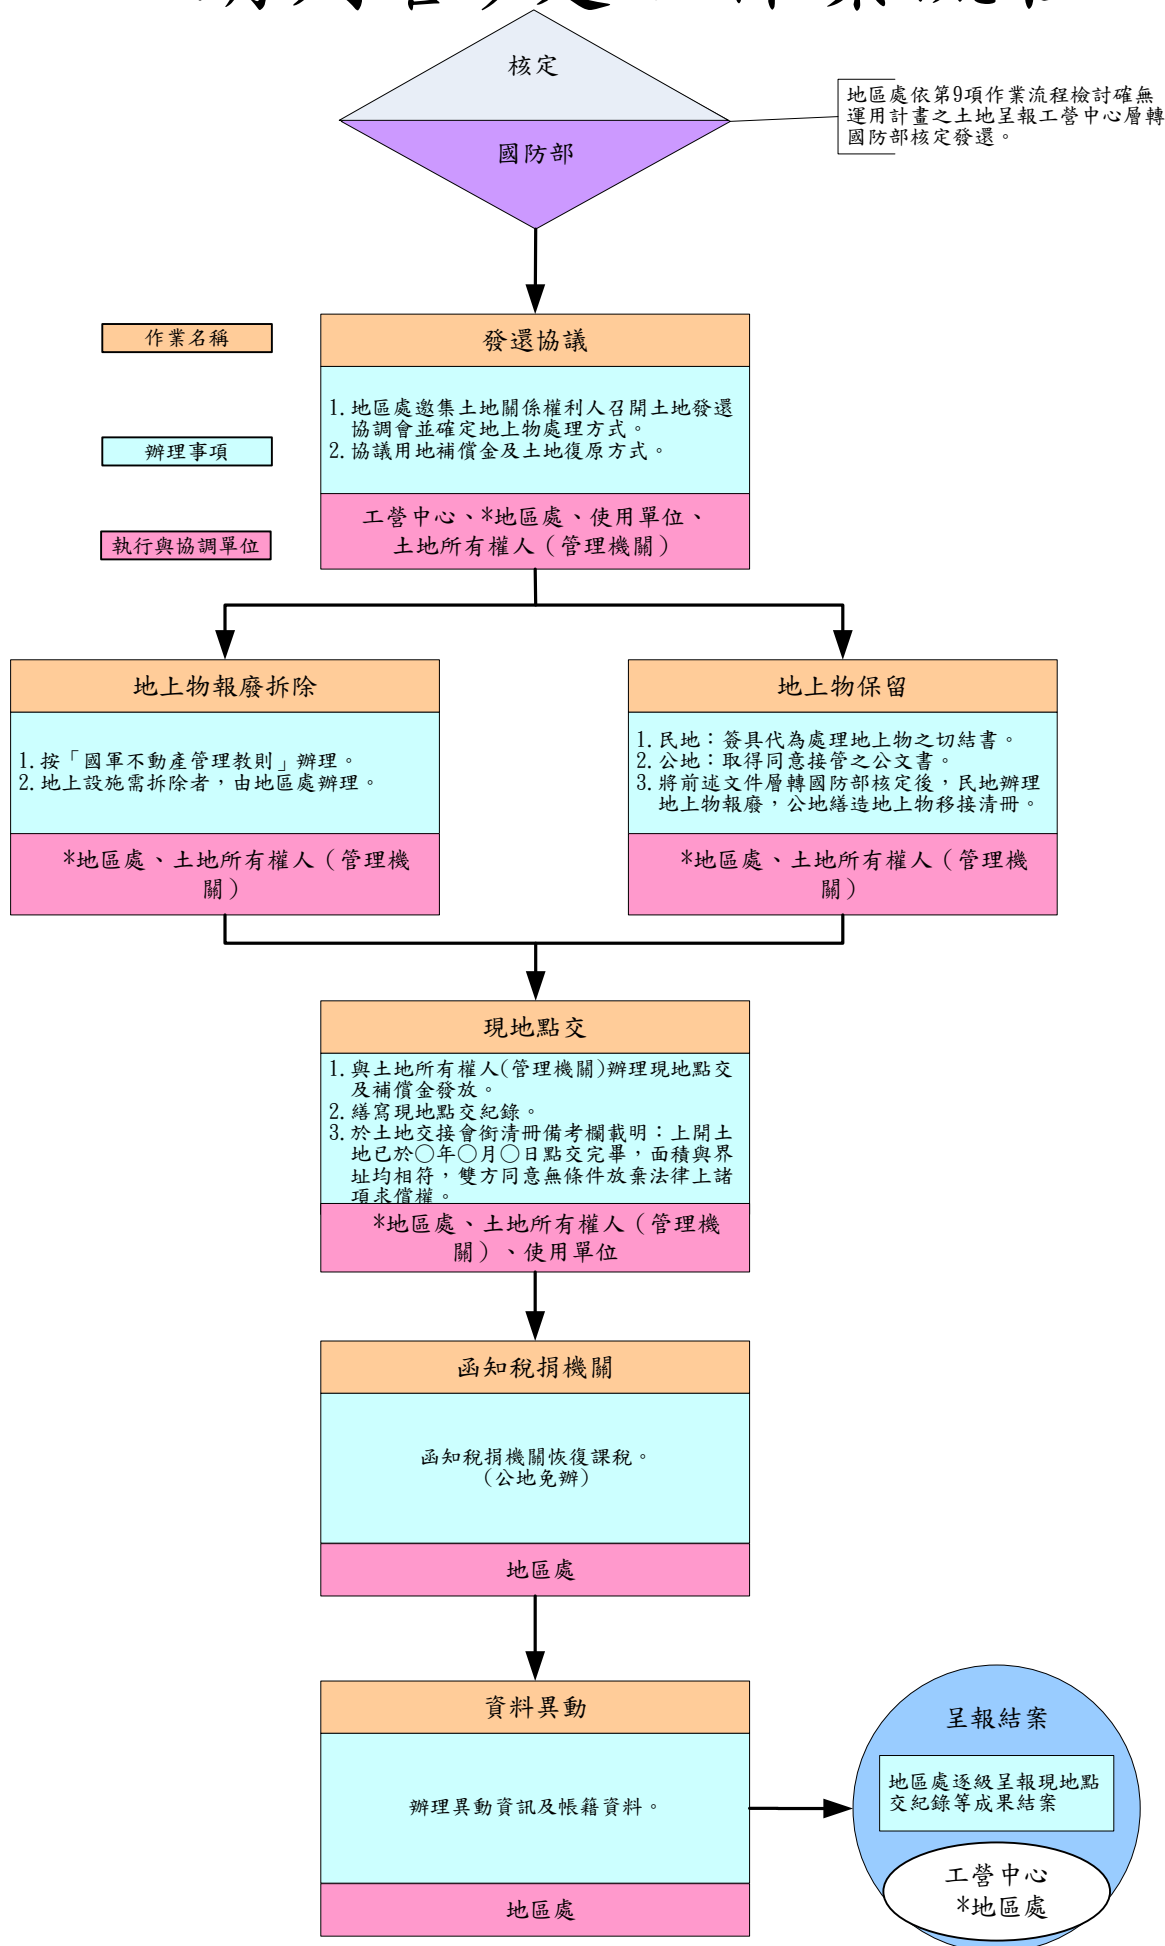 核定
國防部
地區處依第9項作業流程檢討確無
運用計畫之土地呈報工營中心層轉
國防部核定發還。
作業名稱
辦理事項
執行與協調單位
發還協議
1.地區處邀集土地關係權利人召開土地發還
協調會並確定地上物處理方式。
2.協議用地補償金及土地復原方式。
工營中心、*地區處、使用單位、
土地所有權人（管理機關）
地上物報廢拆除
1.按「國軍不動產管理教則」辦理。
2.地上設施需拆除者，由地區處辦理。
*地區處、土地所有權人（管理機
關）
地上物保留
1.民地：簽具代為處理地上物之切結書。
2.公地：取得同意接管之公文書。
3.將前述文件層轉國防部核定後，民地辦理
地上物報廢，公地繕造地上物移接清冊。
*地區處、土地所有權人（管理機
關）
現地點交
1.與土地所有權人(管理機關)辦理現地點交
及補償金發放。
2.繕寫現地點交紀錄。
3.於土地交接會銜清冊備考欄載明：上開土
地已於○年○月○日點交完畢，面積與界
址均相符，雙方同意無條件放棄法律上諸
項求償權。
*地區處、土地所有權人（管理機
關）、使用單位
函知稅捐機關
函知稅捐機關恢復課稅。
（公地免辦）
地區處
資料異動
辦理異動資訊及帳籍資料。
地區處
呈報結案
地區處逐級呈報現地點
交紀錄等成果結案
工營中心
*地區處